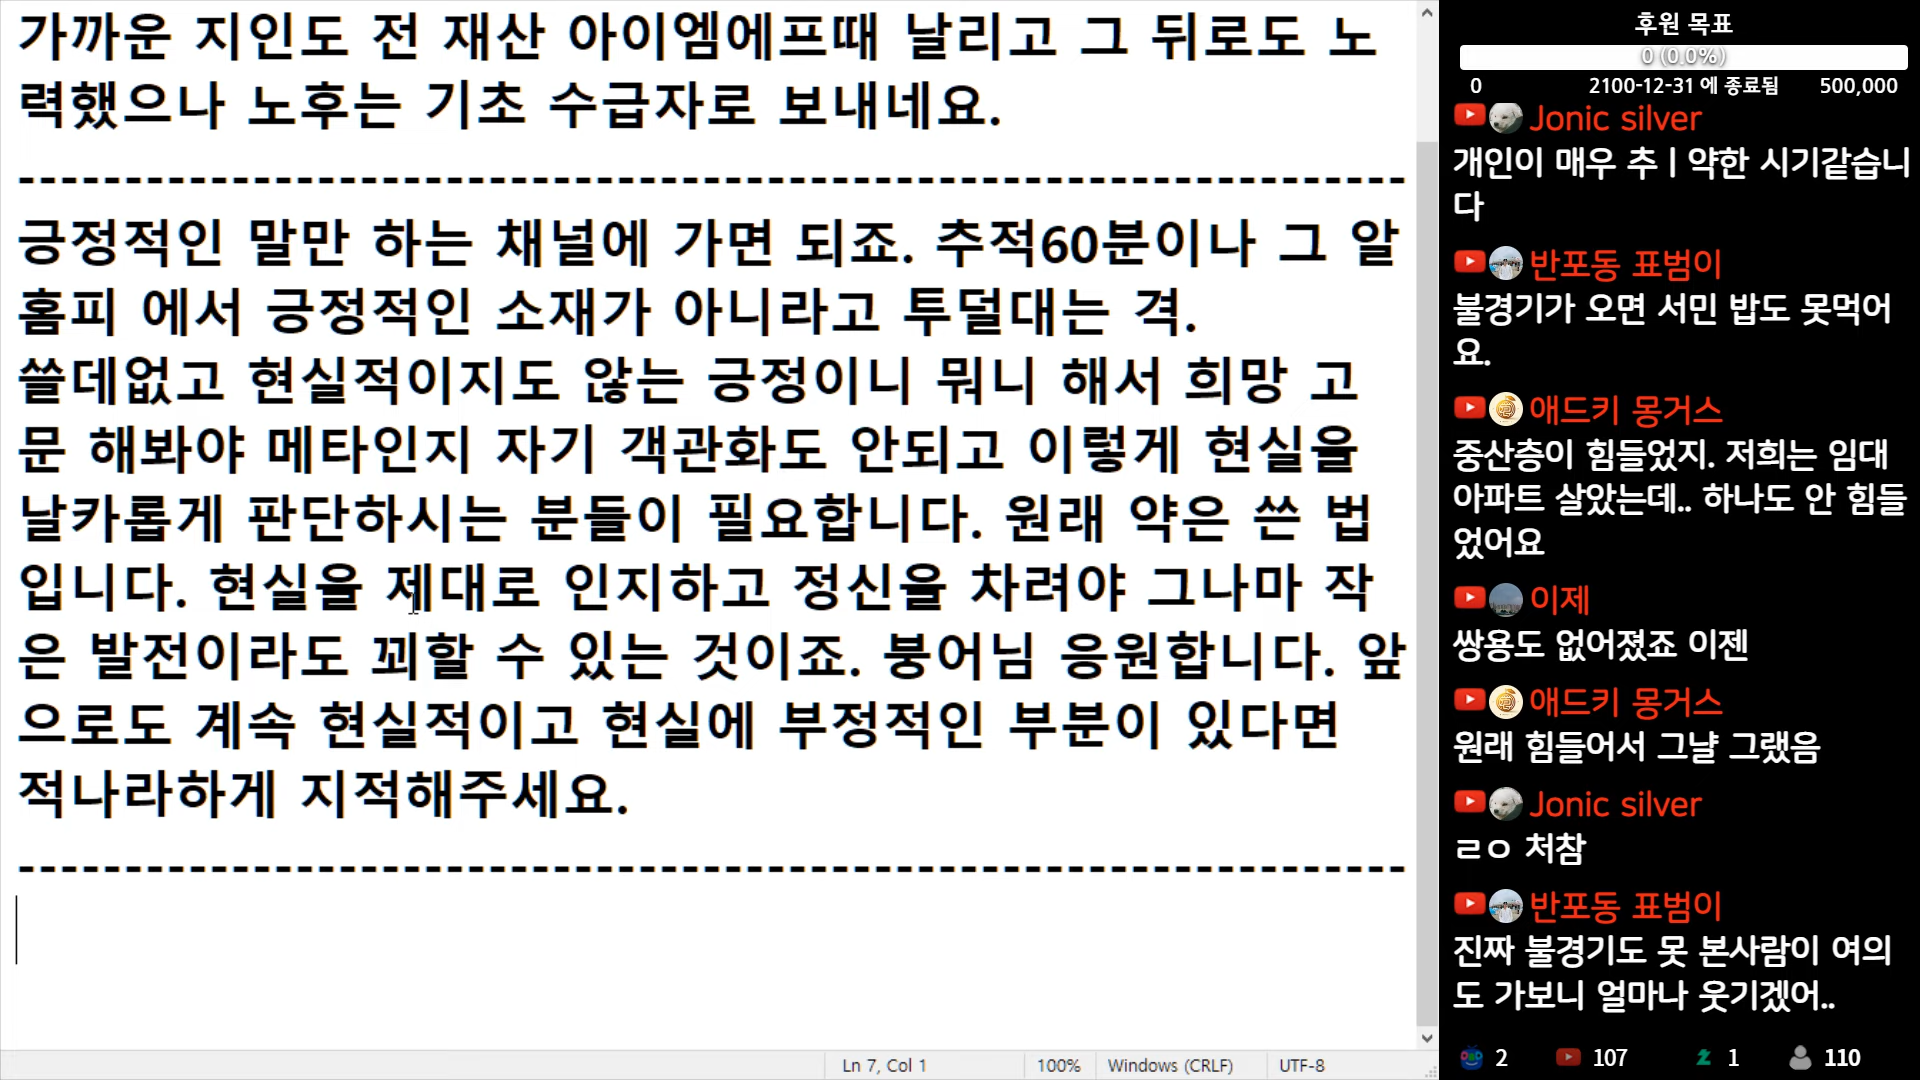 가까운 지인도 전 재산 아이엠에프때 날리고 그 뒤로도 노
력했으나 노후는 기초 수급자로 보내네요.
------------------------------------------------------------------
긍정적인 말만 하는 채널에 가면 되죠. 추적60분이나 그 알
홈피 에서 긍정적인 소재가 아니라고 투덜대는 격.
쓸데없고 현실적이지도 않는 긍정이니 뭐니 해서 희망 고
문 해봐야 메타인지 자기 객관화도 안되고 이렇게 현실을
날카롭게 판단하시는 분들이 필요합니다. 원래 약은 쓴 법
입니다. 현실을 제대로 인지하고 정신을 차려야 그나마 작
은 발전이라도 꾀할 수 있는 것이죠. 붕어님 응원합니다. 앞
으로도 계속 현실적이고 현실에 부정적인 부분이 있다면
적나라하게 지적해주세요.
------------------------------------------------------------------
Ln 7, Col 1
100%
Windows (CRLF)
UTF-8
후원 목표
0 (0.0%)
0 2100-12-31 에 종료됨 500,000
Jonic silver
개인이 매우 추ㅣ약한 시기같습니
다
반포동 표범이
불경기가 오면 서민 밥도 못먹어
요.
애드키 몽거스
중산층이 힘들었지. 저희는 임대
아파트 살았는데.. 하나도 안 힘들
었어요
이제
쌍용도 없어졌죠 이젠
애드키 몽거스
원래 힘들어서 그냥 그랬음
Jonic silver
ㄹㅇ 처참
반포동 표범이
진짜 불경기도 못 본사람이 여의
도 가보니 얼마나 웃기겠어..
2 107 1 110